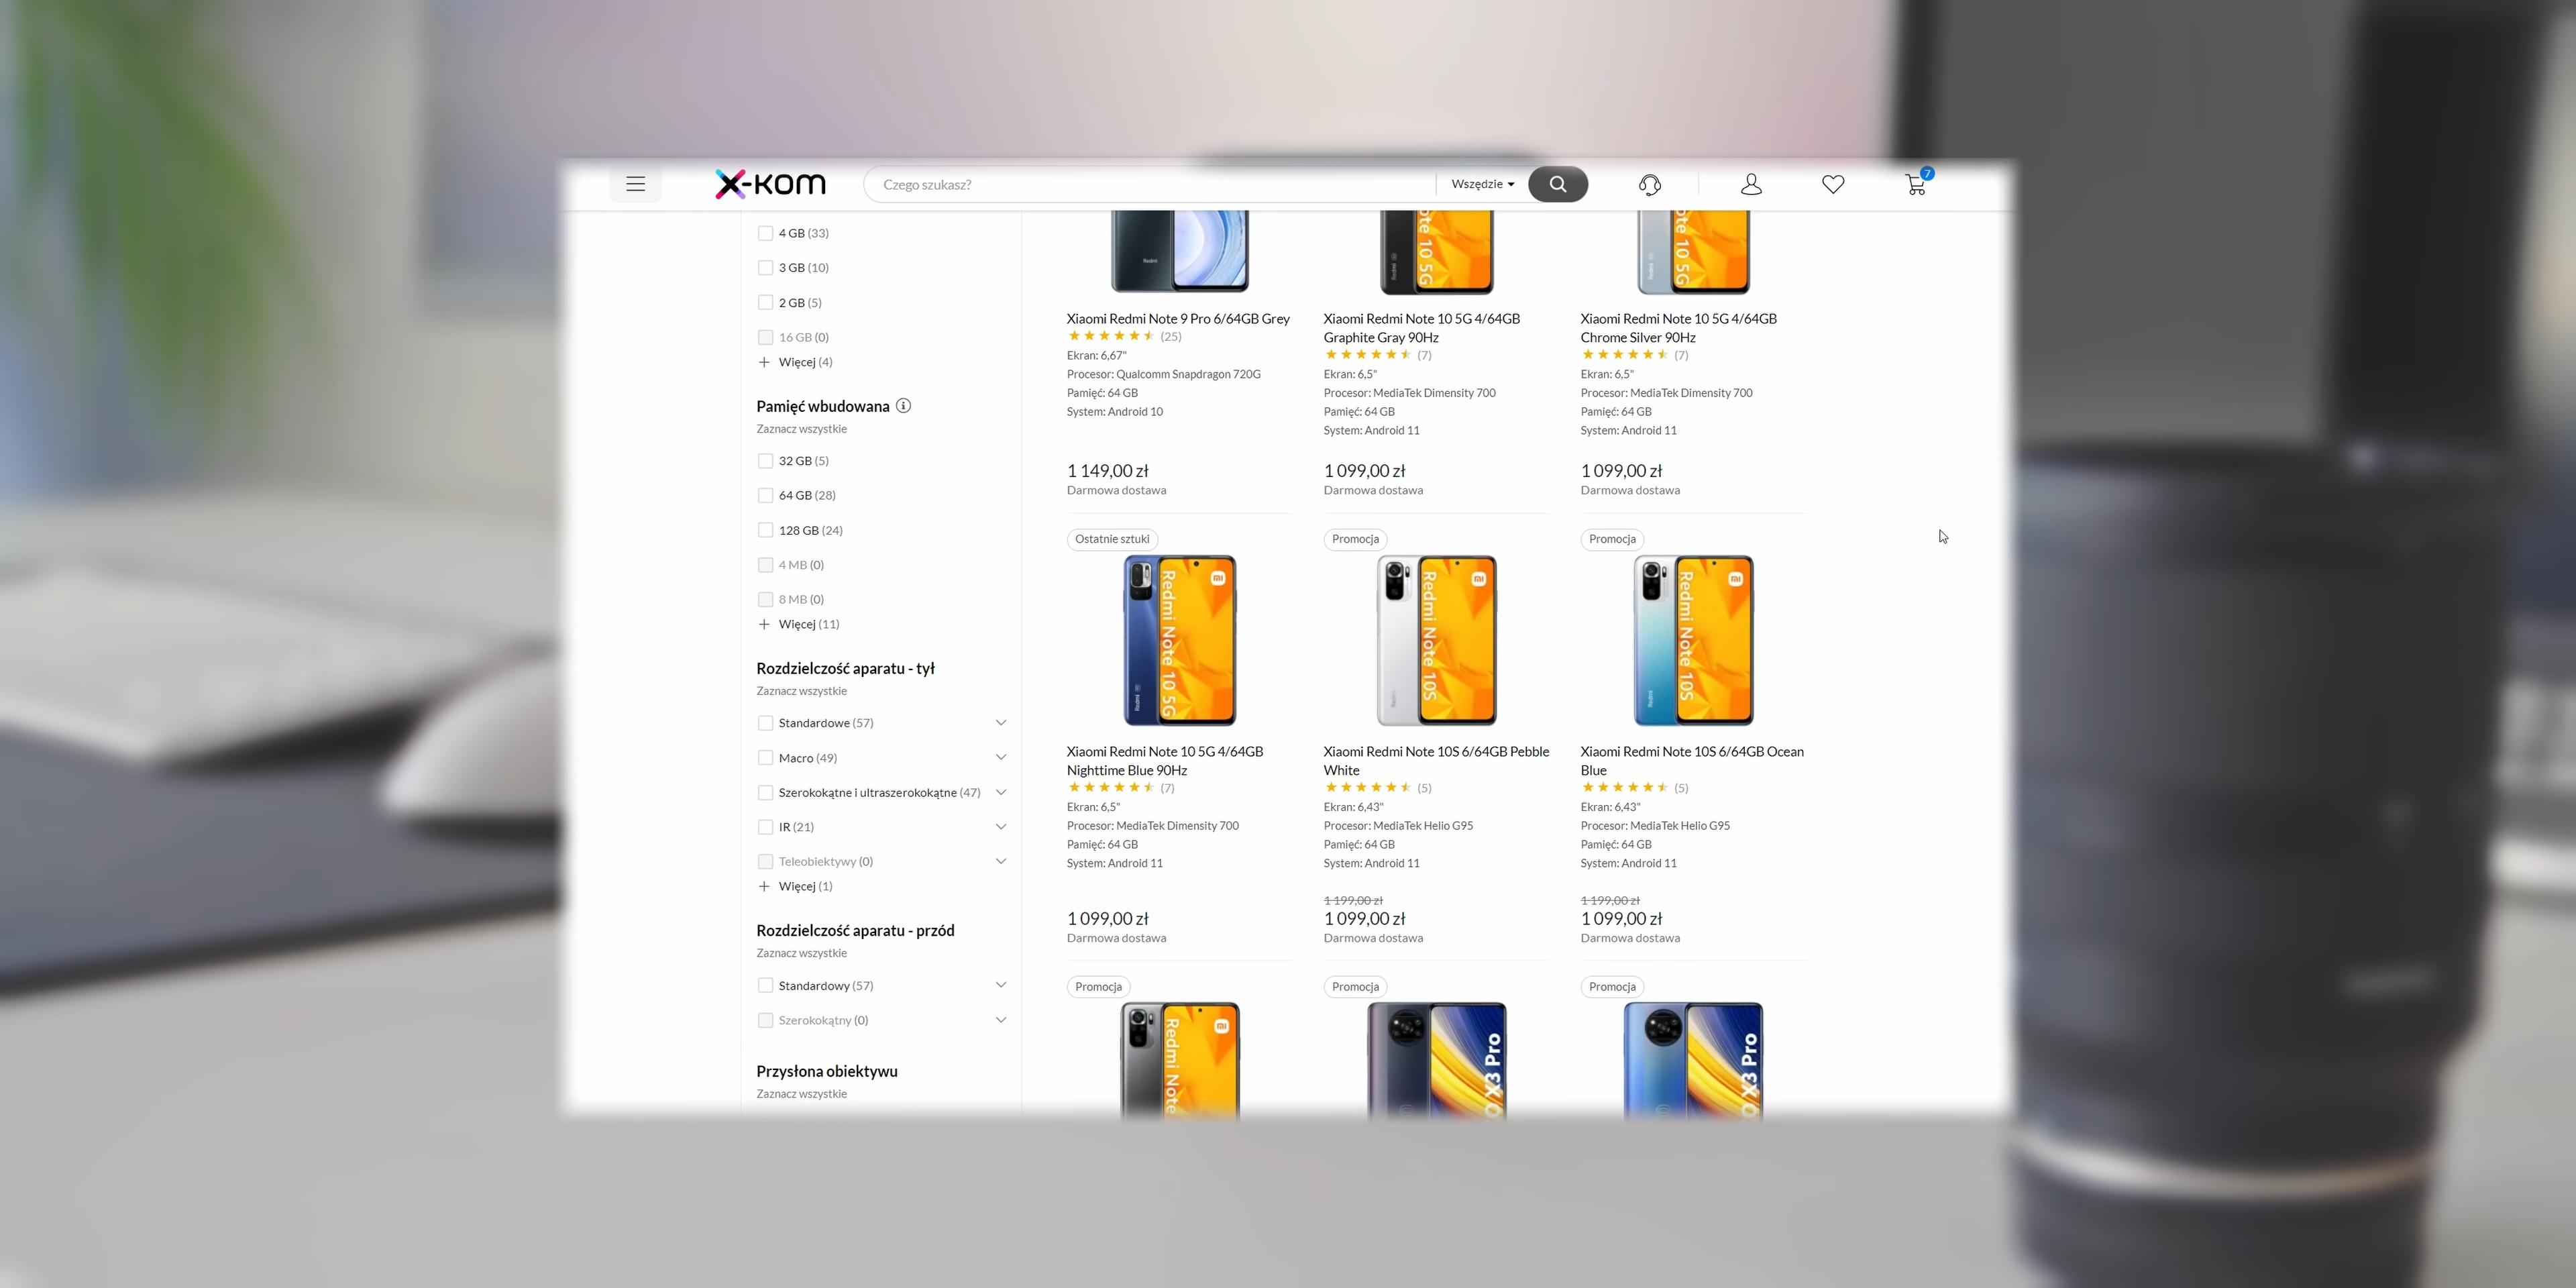 x-kom
Czego szukasz?
Wszędzie
7
4 GB (33)
3 GB (10)
2 GB (5)
16 GB (0)
Więcej (4)
Pamięć wbudowana
Zaznacz wszystkie
32 GB (5)
64 GB (28)
128 GB (24)
4 MB (0)
8 MB (0)
Więcej (11)
Rozdzielczość aparatu - tył
Zaznacz wszystkie
Standardowe (57)
Macro (49)
Szerokokątne i ultraszerokokątne (47)
IR (21)
Teleobiektywy (0)
Więcej (1)
Rozdzielczość aparatu - przód
Zaznacz wszystkie
Standardowy (57)
Szerokokątny (0)
Przysłona obiektywu
Zaznacz wszystkie
Redmi
Xiaomi Redmi Note 9 Pro 6/64GB Grey
(25)
Ekran: 6,67"
Procesor: Qualcomm Snapdragon 720G
Pamięć: 64 GB
System: Android 10
1 149,00 zł
Darmowa dostawa
ote 10 5G
Xiaomi Redmi Note 10 5G 4/64GB
Graphite Gray 90Hz
(7)
Ekran: 6,5"
Procesor: MediaTek Dimensity 700
Pamięć: 64 GB
System: Android 11
1 099,00 zł
Darmowa dostawa
ote 10 5G
Xiaomi Redmi Note 10 5G 4/64GB
Chrome Silver 90Hz
(7)
Ekran: 6,5"
Procesor: MediaTek Dimensity 700
Pamięć: 64 GB
System: Android 11
1 099,00 zł
Darmowa dostawa
Ostatnie sztuki
Redmi Note 10 5G
Xiaomi Redmi Note 10 5G 4/64GB
Nighttime Blue 90Hz
(7)
Ekran: 6,5"
Procesor: MediaTek Dimensity 700
Pamięć: 64 GB
System: Android 11
1 099,00 zł
Darmowa dostawa
Promocja
Redmi Note 10S
Xiaomi Redmi Note 10S 6/64GB Pebble
White
(5)
Ekran: 6,43"
Procesor: MediaTek Helio G95
Pamięć: 64 GB
System: Android 11
1 199,00 zł
1 099,00 zł
Darmowa dostawa
Promocja
Redmi Note 10S
Xiaomi Redmi Note 10S 6/64GB Ocean
Blue
(5)
Ekran: 6,43"
Procesor: MediaTek Helio G95
Pamięć: 64 GB
System: Android 11
1 199,00 zł
1 099,00 zł
Darmowa dostawa
Promocja
Redmi Note
Promocja
O X3 Pro
Promocja
O X3 Pro